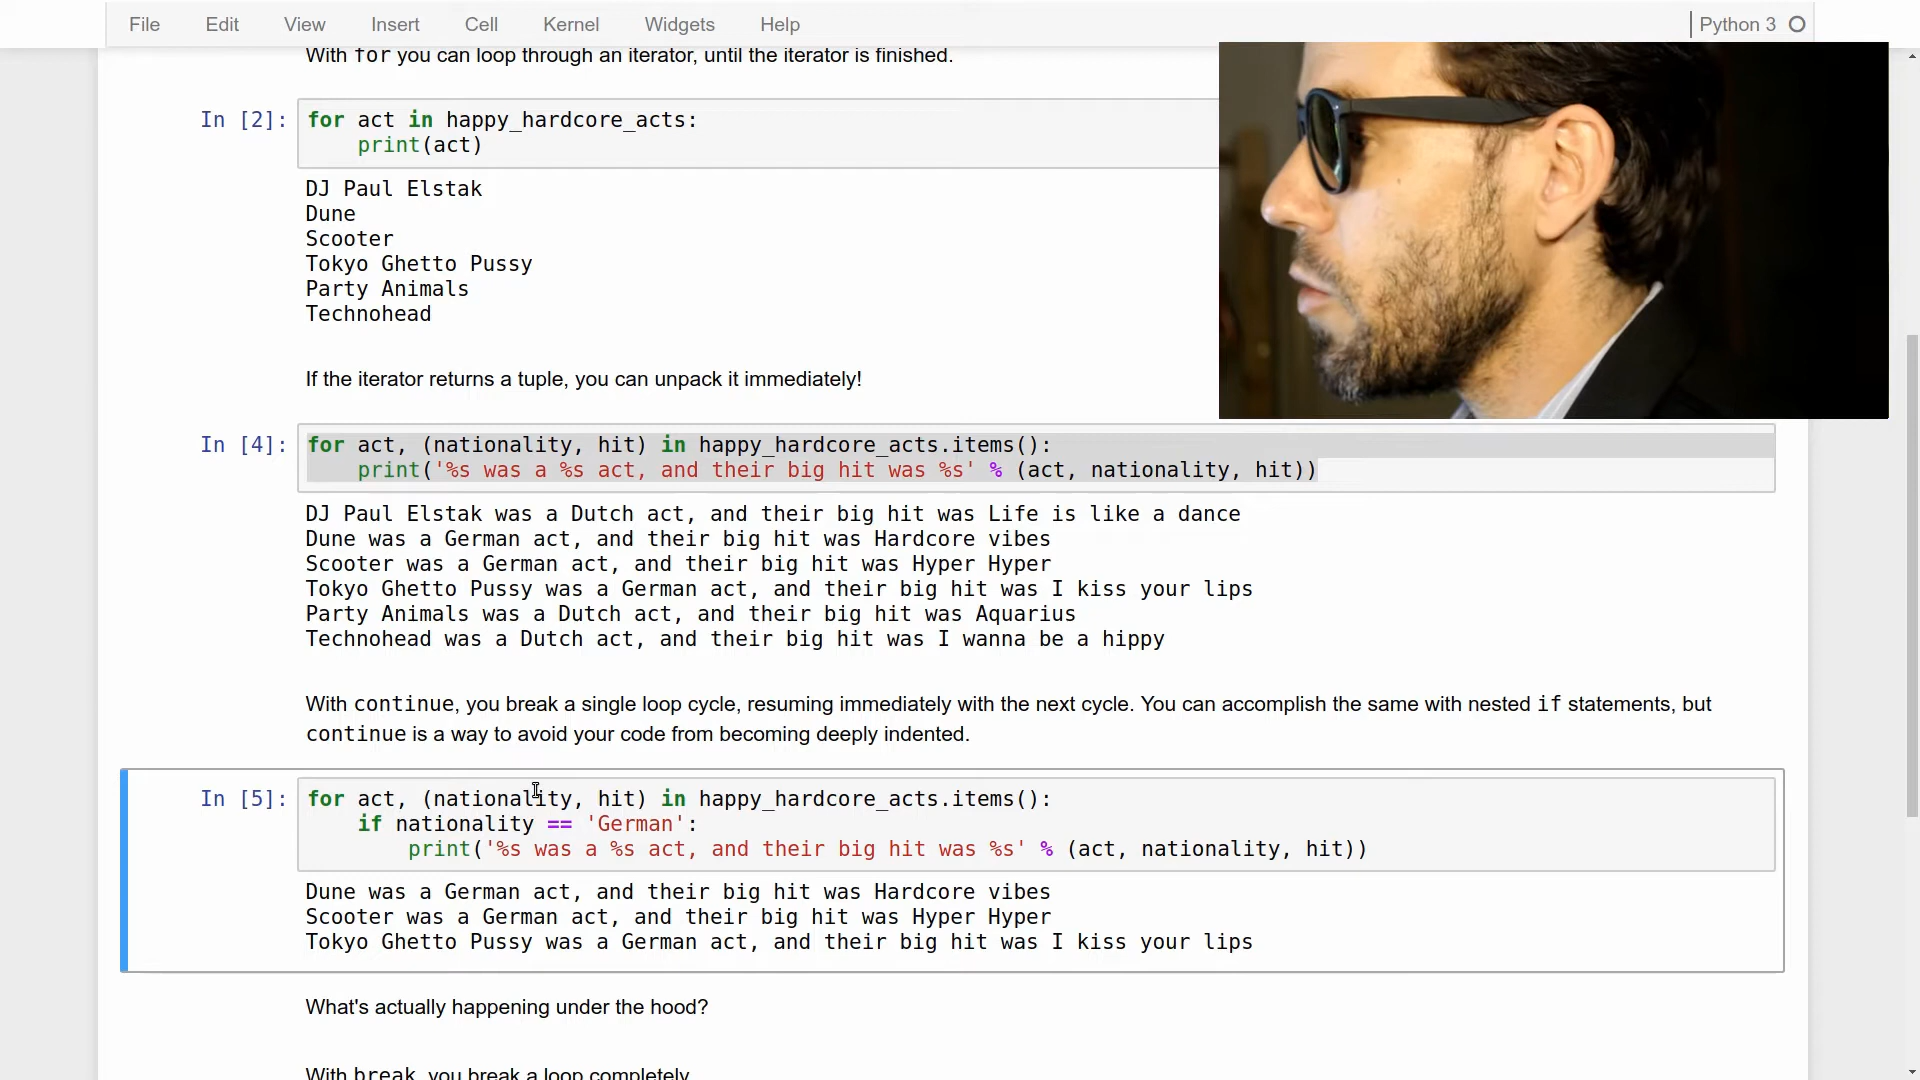 File Edit View Insert Cell Kernel Widgets Help Python 3
With for you can loop through an iterator, until the iterator is finished.
In [2]: for act in happy_hardcore_acts:
print(act)
DJ Paul Elstak
Dune
Scooter
Tokyo Ghetto Pussy
Party Animals
Technohead
If the iterator returns a tuple, you can unpack it immediately!
In [4]: for act, (nationality, hit) in happy_hardcore_acts.items():
print('%s was a %s act, and their big hit was %s' % (act, nationality, hit))
DJ Paul Elstak was a Dutch act, and their big hit was Life is like a dance
Dune was a German act, and their big hit was Hardcore vibes
Scooter was a German act, and their big hit was Hyper Hyper
Tokyo Ghetto Pussy was a German act, and their big hit was I kiss your lips
Party Animals was a Dutch act, and their big hit was Aquarius
Technohead was a Dutch act, and their big hit was I wanna be a hippy
With continue, you break a single loop cycle, resuming immediately with the next cycle. You can accomplish the same with nested if statements, but
continue is a way to avoid your code from becoming deeply indented.
In [5]: for act, (nationality, hit) in happy_hardcore_acts.items():
if nationality == 'German':
print('%s was a %s act, and their big hit was %s' % (act, nationality, hit))
Dune was a German act, and their big hit was Hardcore vibes
Scooter was a German act, and their big hit was Hyper Hyper
Tokyo Ghetto Pussy was a German act, and their big hit was I kiss your lips
What's actually happening under the hood?
With break, you break a loop completely